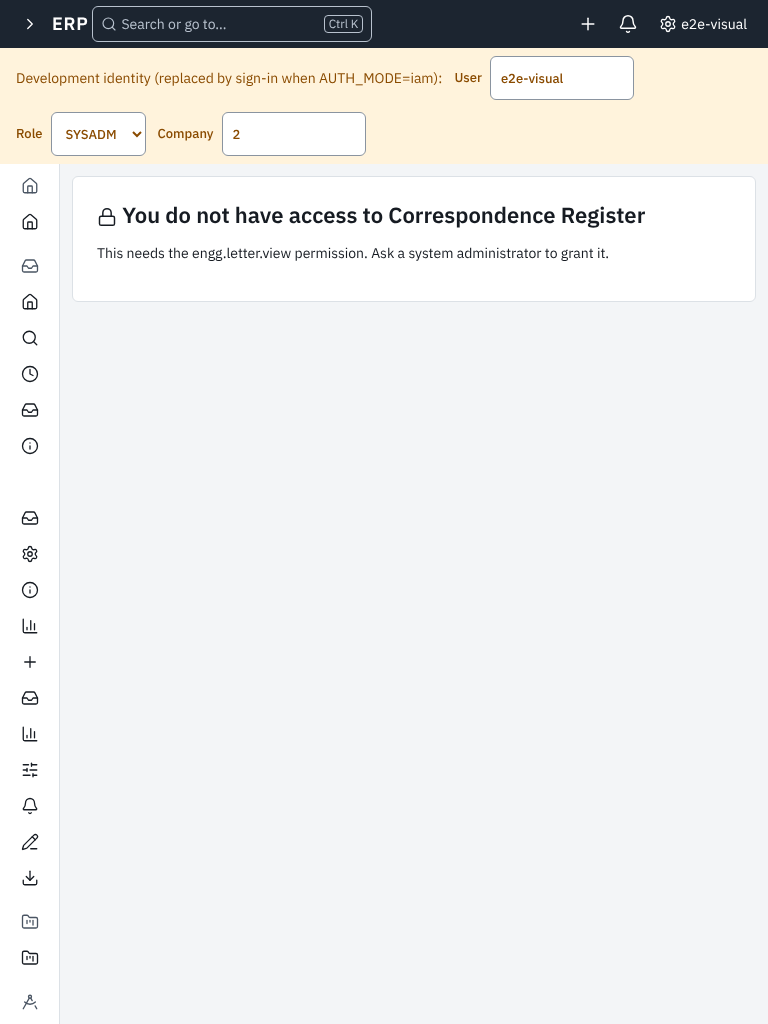 ERP Search or go to... Ctrl K e2e-visual
Development identity (replaced by sign-in when AUTH_MODE=iam): User e2e-visual
Role SYSADM Company 2
You do not have access to Correspondence Register
This needs the engg.letter.view permission. Ask a system administrator to grant it.